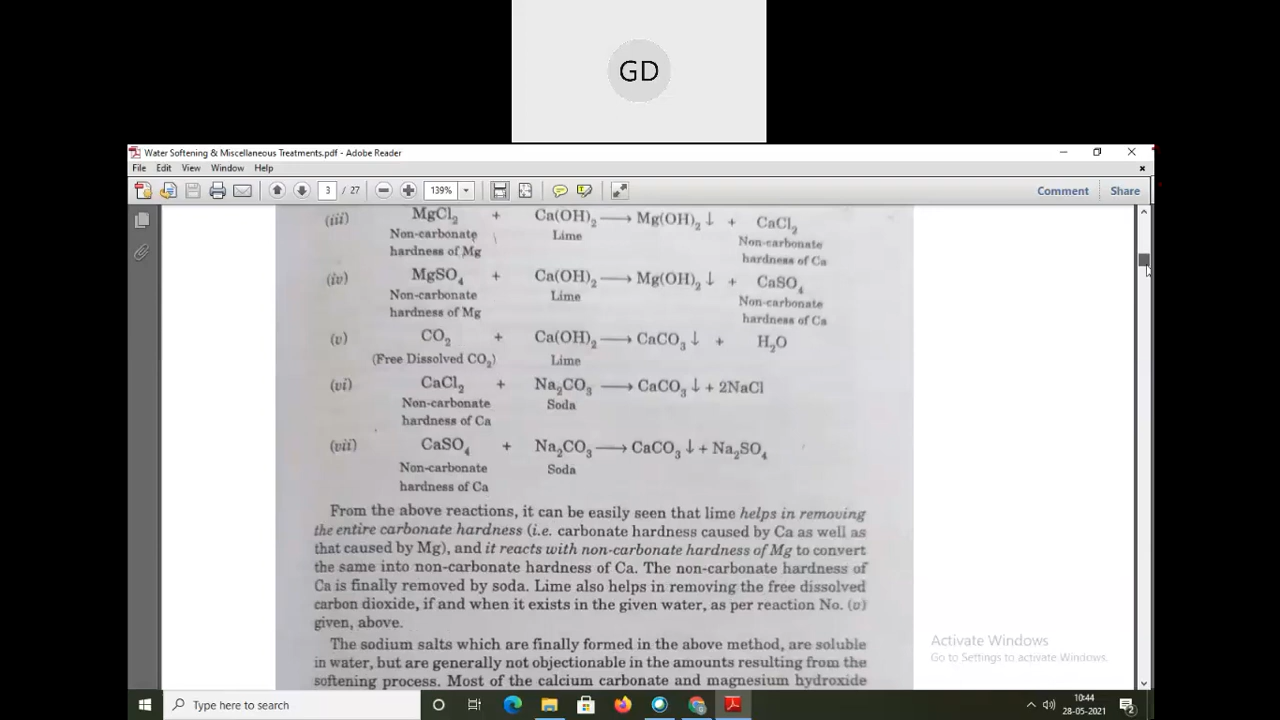 GD
Water Softening & Miscellaneous Treatments.pdf - Adobe Reader
File Edit View Window Help
3 / 27 139% Comment Share
(iii) MgCl₂ + Ca(OH)₂ ⟶ Mg(OH)₂ ↓ + CaCl₂
Non-carbonate Lime Non-carbonate
hardness of Mg hardness of Ca
(iv) MgSO₄ + Ca(OH)₂ ⟶ Mg(OH)₂ ↓ + CaSO₄
Non-carbonate Lime Non-carbonate
hardness of Mg hardness of Ca
(v) CO₂ + Ca(OH)₂ ⟶ CaCO₃ ↓ + H₂O
(Free Dissolved CO₂) Lime
(vi) CaCl₂ + Na₂CO₃ ⟶ CaCO₃ ↓ + 2NaCl
Non-carbonate Soda
hardness of Ca
(vii) CaSO₄ + Na₂CO₃ ⟶ CaCO₃ ↓ + Na₂SO₄
Non-carbonate Soda
hardness of Ca
From the above reactions, it can be easily seen that lime helps in removing
the entire carbonate hardness (i.e. carbonate hardness caused by Ca as well as
that caused by Mg), and it reacts with non-carbonate hardness of Mg to convert
the same into non-carbonate hardness of Ca. The non-carbonate hardness of
Ca is finally removed by soda. Lime also helps in removing the free dissolved
carbon dioxide, if and when it exists in the given water, as per reaction No. (v)
given, above.
The sodium salts which are finally formed in the above method, are soluble
in water, but are generally not objectionable in the amounts resulting from the
softening process. Most of the calcium carbonate and magnesium hydroxide
Activate Windows
Go to Settings to activate Windows.
Type here to search
10:44
28-05-2021
2